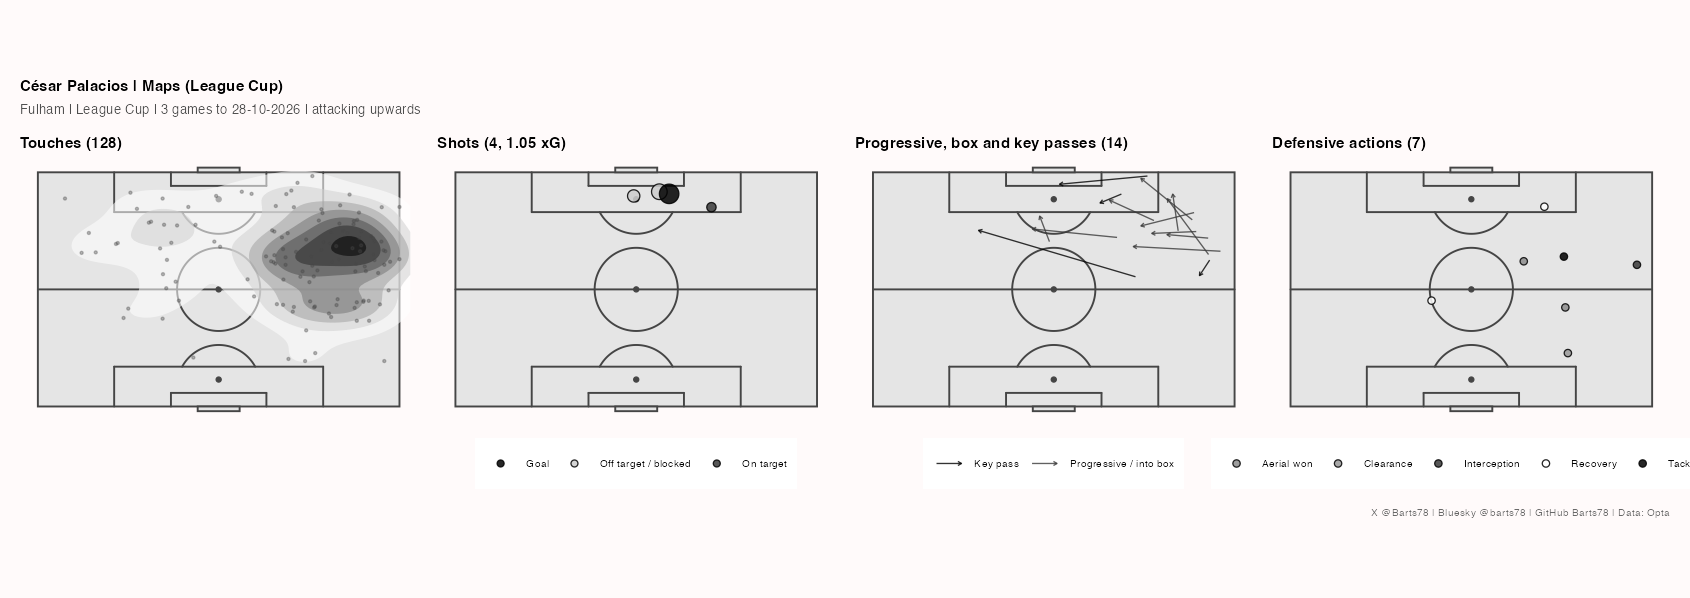 César Palacios | Maps (League Cup)
Fulham | League Cup | 3 games to 28-10-2026 | attacking upwards
Touches (128)
Shots (4, 1.05 xG)
Progressive, box and key passes (14)
Defensive actions (7)
Goal
Off target / blocked
On target
Key pass
Progressive / into box
Aerial won
Clearance
Interception
Recovery
Tack
X @Barts78 | Bluesky @barts78 | GitHub Barts78 | Data: Opta